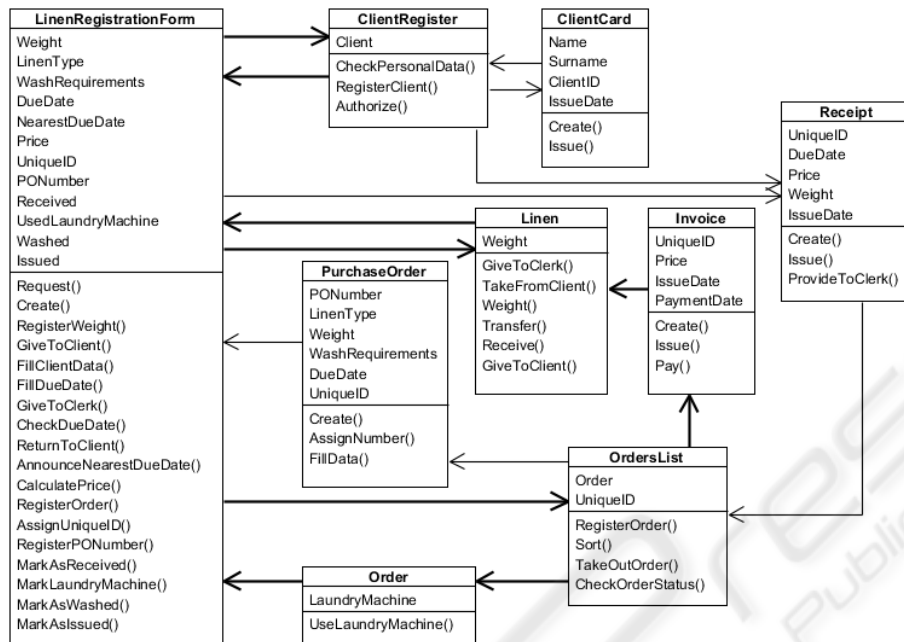 LinenRegistrationForm
Weight
LinenType
WashRequirements
DueDate
NearestDueDate
Price
UniqueID
PONumber
Received
UsedLaundryMachine
Washed
Issued
Request()
Create()
RegisterWeight()
GiveToClient()
FillClientData()
FillDueDate()
GiveToClerk()
CheckDueDate()
ReturnToClient()
AnnounceNearestDueDate()
CalculatePrice()
RegisterOrder()
AssignUniqueID()
RegisterPONumber()
MarkAsReceived()
MarkLaundryMachine()
MarkAsWashed()
MarkAsIssued()
ClientRegister
Client
CheckPersonalData()
RegisterClient()
Authorize()
ClientCard
Name
Surname
ClientID
IssueDate
Create()
Issue()
Receipt
UniqueID
DueDate
Price
Weight
IssueDate
Create()
Issue()
ProvideToClerk()
Linen
Weight
GiveToClerk()
TakeFromClient()
Weight()
Transfer()
Receive()
GiveToClient()
Invoice
UniqueID
Price
IssueDate
PaymentDate
Create()
Issue()
Pay()
PurchaseOrder
PONumber
LinenType
Weight
WashRequirements
DueDate
UniqueID
Create()
AssignNumber()
FillData()
OrdersList
Order
UniqueID
RegisterOrder()
Sort()
TakeOutOrder()
CheckOrderStatus()
Order
LaundryMachine
UseLaundryMachine()